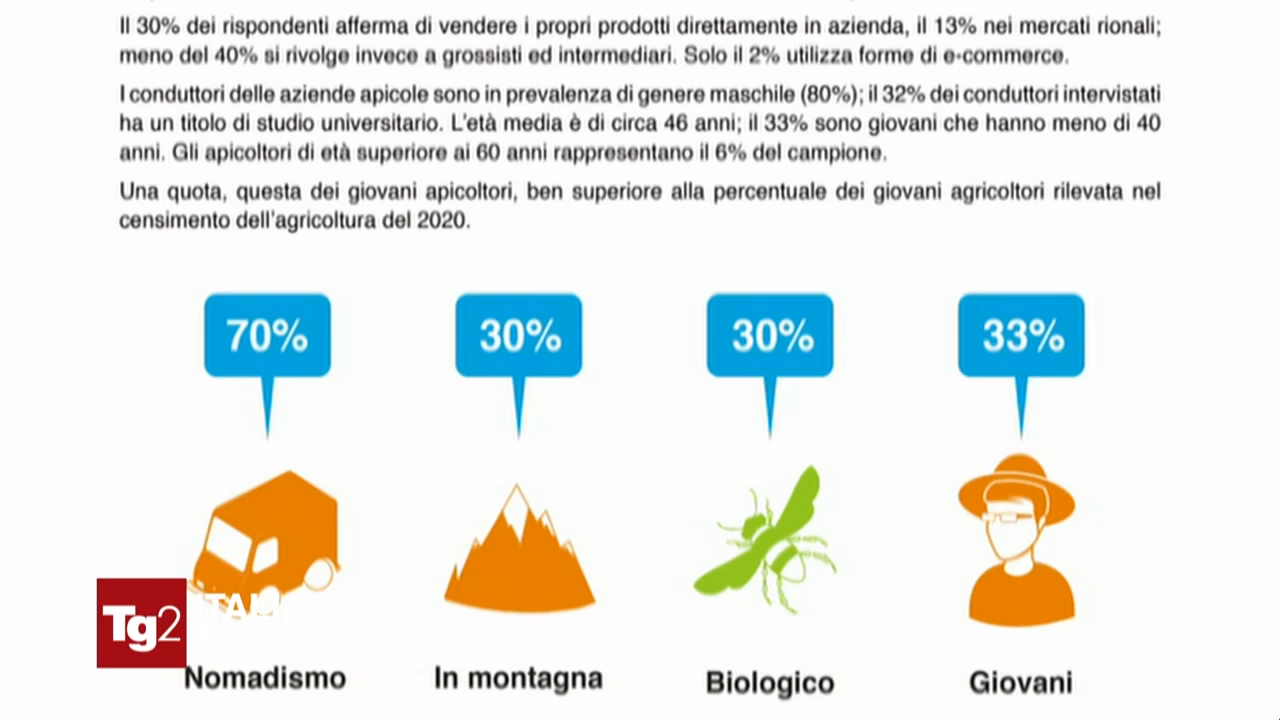 Il 30% dei rispondenti afferma di vendere i propri prodotti direttamente in azienda, il 13% nei mercati rionali;
meno del 40% si rivolge invece a grossisti ed intermediari. Solo il 2% utilizza forme di e-commerce.
I conduttori delle aziende apicole sono in prevalenza di genere maschile (80%); il 32% dei conduttori intervistati
ha un titolo di studio universitario. L'età media è di circa 46 anni; il 33% sono giovani che hanno meno di 40
anni. Gli apicoltori di età superiore ai 60 anni rappresentano il 6% del campione.
Una quota, questa dei giovani apicoltori, ben superiore alla percentuale dei giovani agricoltori rilevata nel
censimento dell'agricoltura del 2020.
70% 30% 30% 33%
Tg2
Nomadismo In montagna Biologico Giovani